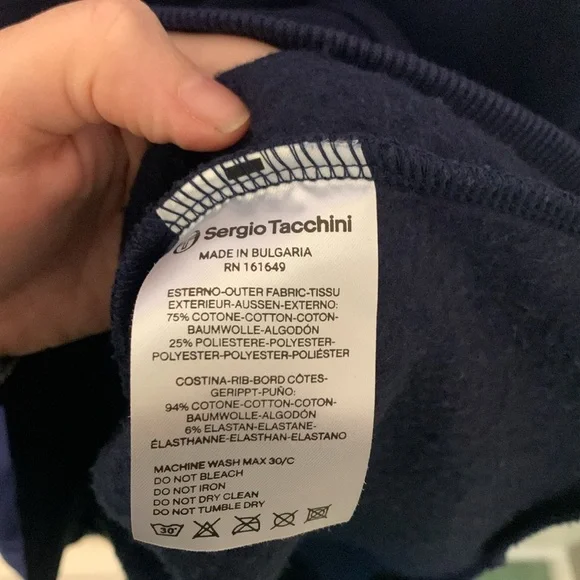 Sergio Tacchini
MADE IN BULGARIA
RN 161649
ESTERNO-OUTER FABRIC-TISSU
EXTERIEUR-AUSSEN-EXTERNO:
75% COTONE-COTTON-COTON-
BAUMWOLLE-ALGODÓN
25% POLIESTERE-POLYESTER-
POLYESTER-POLYESTER-POLIÉSTER
COSTINA-RIB-BORD CÔTES-
GERIPPT-PUÑO:
94% COTONE-COTTON-COTON-
BAUMWOLLE-ALGODÓN
6% ELASTAN-ELASTANE-
ÉLASTHANNE-ELASTHAN-ELASTANO
MACHINE WASH MAX 30/C
DO NOT BLEACH
DO NOT IRON
DO NOT DRY CLEAN
DO NOT TUMBLE DRY
30°